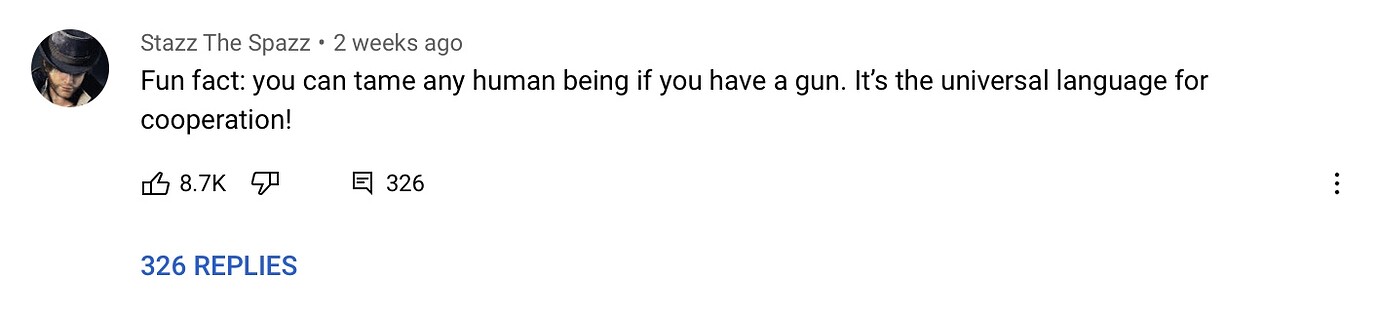 Stazz The Spazz • 2 weeks ago
Fun fact: you can tame any human being if you have a gun. It’s the universal language for
cooperation!
8.7K 326
326 REPLIES